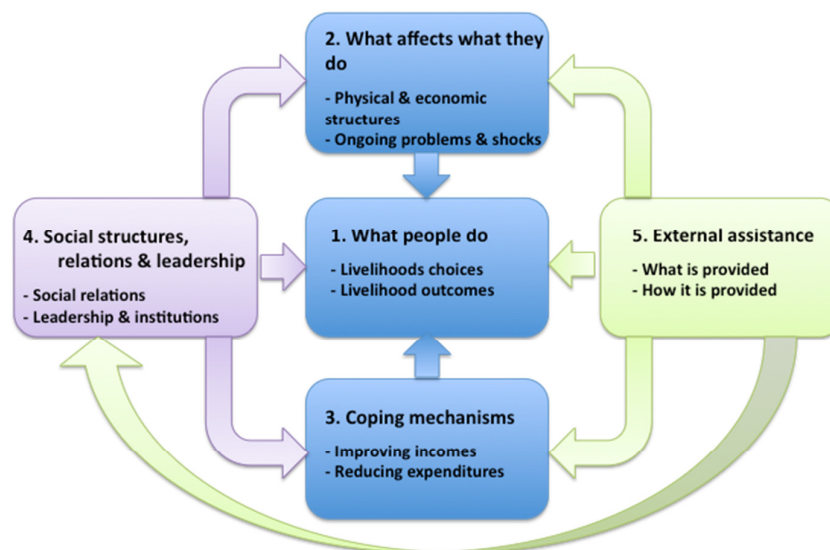 2. What affects what they
do
- Physical & economic
structures
- Ongoing problems & shocks
4. Social structures,
relations & leadership
- Social relations
- Leadership & institutions
1. What people do
- Livelihoods choices
- Livelihood outcomes
5. External assistance
- What is provided
- How it is provided
3. Coping mechanisms
- Improving incomes
- Reducing expenditures